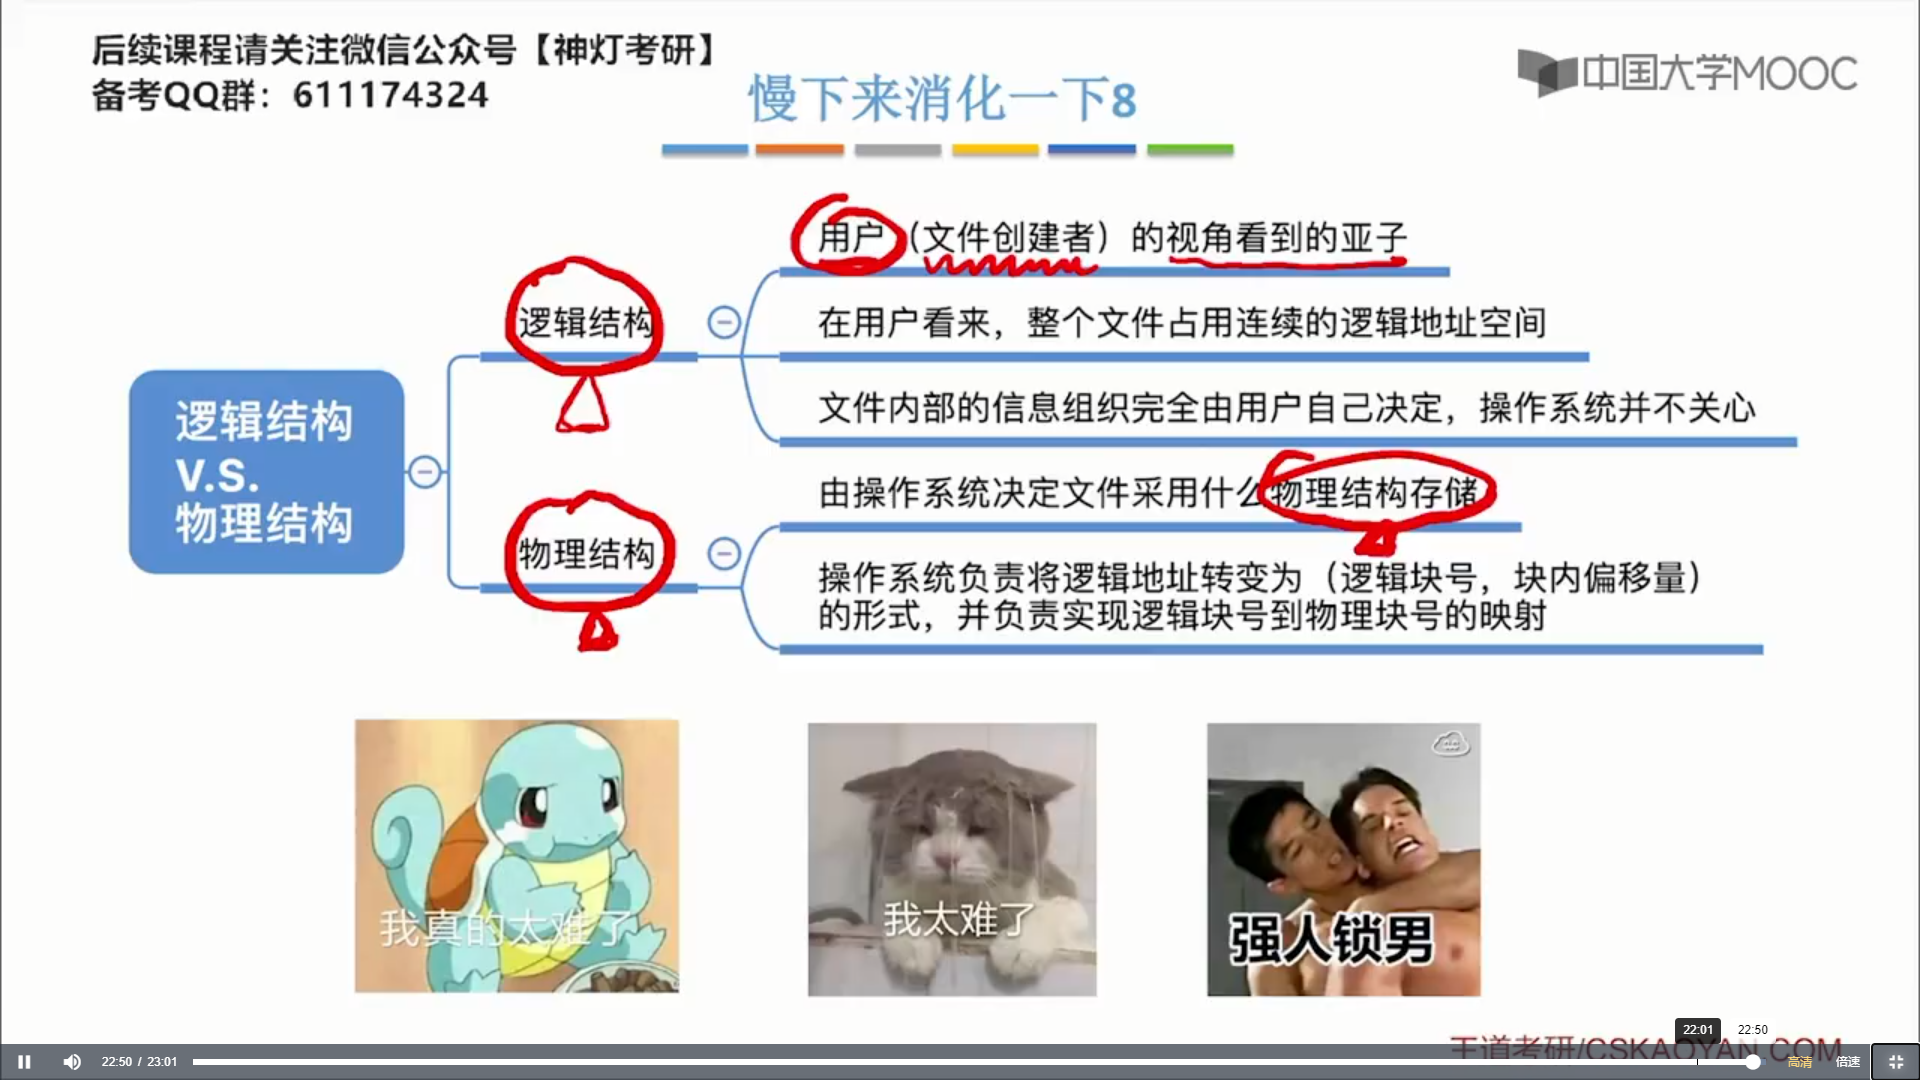 后续课程请关注微信公众号【神灯考研】
备考QQ群：611174324
慢下来消化一下8
中国大学MOOC
逻辑结构
V.S.
物理结构
逻辑结构
用户（文件创建者）的视角看到的亚子
在用户看来，整个文件占用连续的逻辑地址空间
文件内部的信息组织完全由用户自己决定，操作系统并不关心
物理结构
由操作系统决定文件采用什么物理结构存储
操作系统负责将逻辑地址转变为（逻辑块号，块内偏移量）
的形式，并负责实现逻辑块号到物理块号的映射
我真的太难了
我太难了
强人锁男
王道考研/CSKAOYAN.COM
22:01
22:50
22:50 / 23:01
高清
倍速